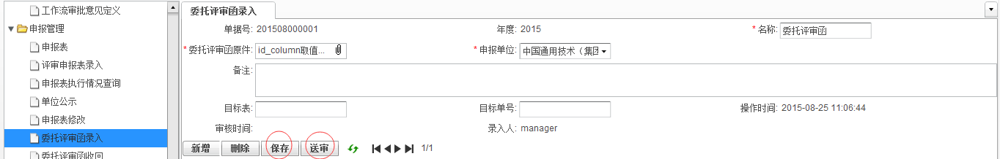 工作流审批意见定义
申报管理
申报表
评审申报表录入
申报表执行情况查询
单位公示
申报表修改
委托评审函录入
委托评审函收回
委托评审函录入
单据号: 201508000001 年度: 2015 * 名称: 委托评审函
* 委托评审函原件: id_column取值... * 申报单位: 中国通用技术（集团
备注:
目标表: 目标单号: 操作时间: 2015-08-25 11:06:44
审核时间: 录入人: manager
新增 删除 保存 送审 1/1